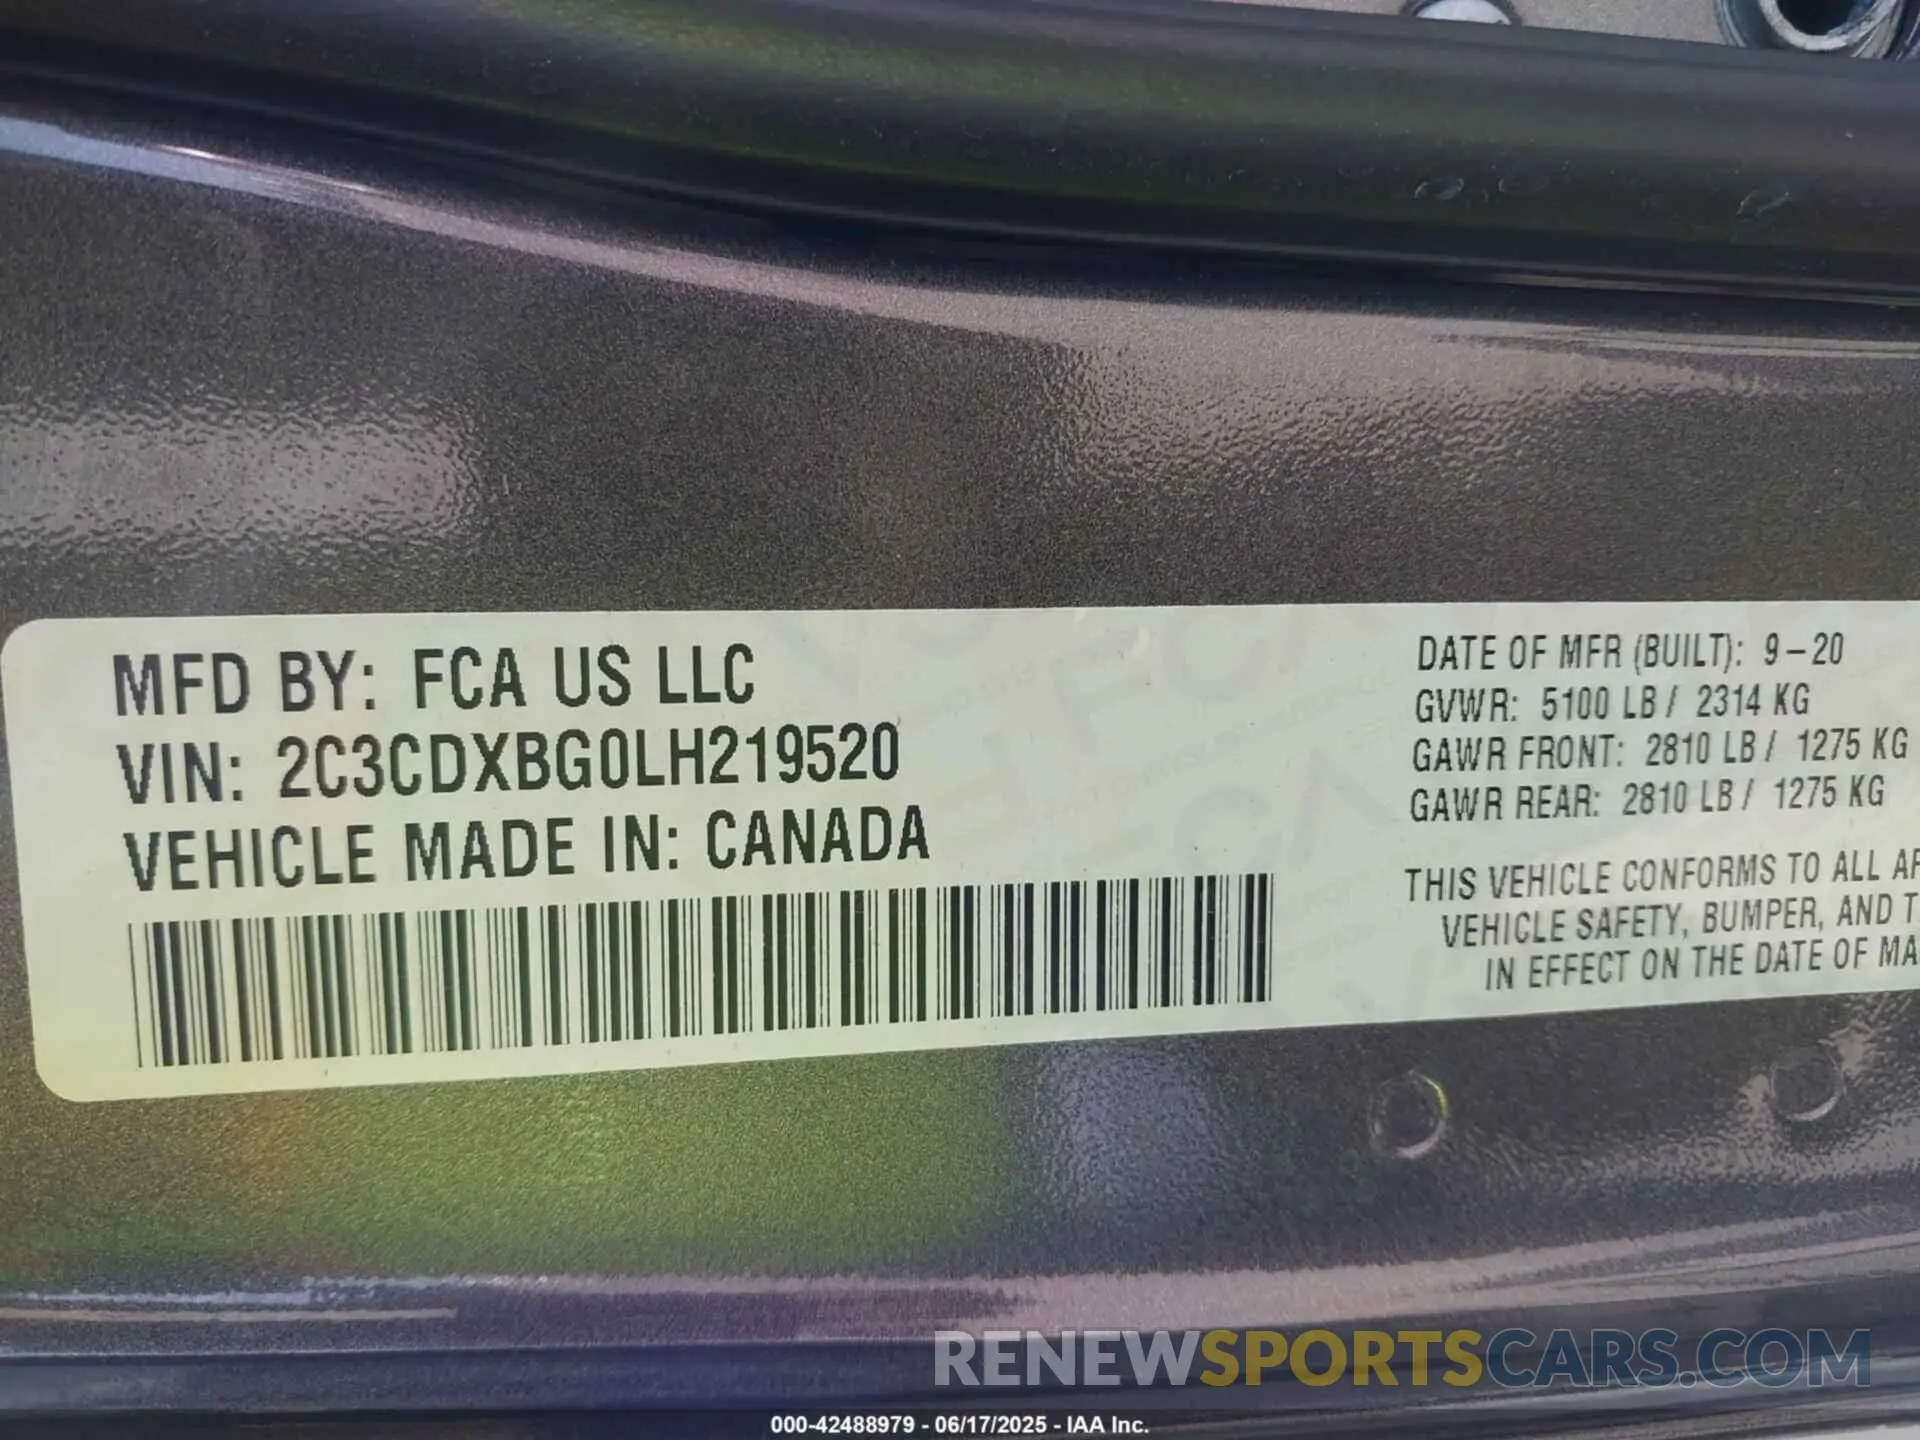 MFD BY: FCA US LLC
VIN: 2C3CDXBG0LH219520
VEHICLE MADE IN: CANADA
DATE OF MFR (BUILT): 9-20
GVWR: 5100 LB / 2314 KG
GAWR FRONT: 2810 LB / 1275 KG
GAWR REAR: 2810 LB / 1275 KG
THIS VEHICLE CONFORMS TO ALL
VEHICLE SAFETY, BUMPER, AND
IN EFFECT ON THE DATE OF
RENEWSPORTSCARS.COM
000-42488979 - 06/17/2025 - IAA Inc.